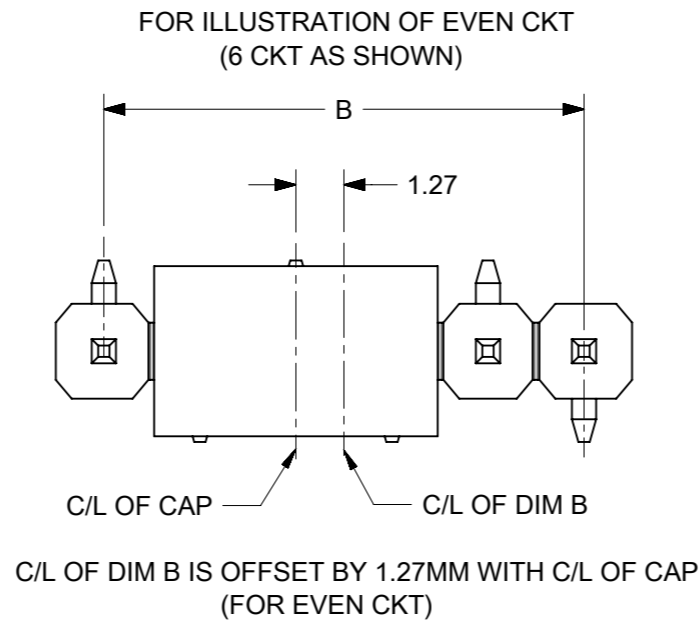 FOR ILLUSTRATION OF EVEN CKT
(6 CKT AS SHOWN)
B
1.27
C/L OF CAP
C/L OF DIM B
C/L OF DIM B IS OFFSET BY 1.27MM WITH C/L OF CAP
(FOR EVEN CKT)